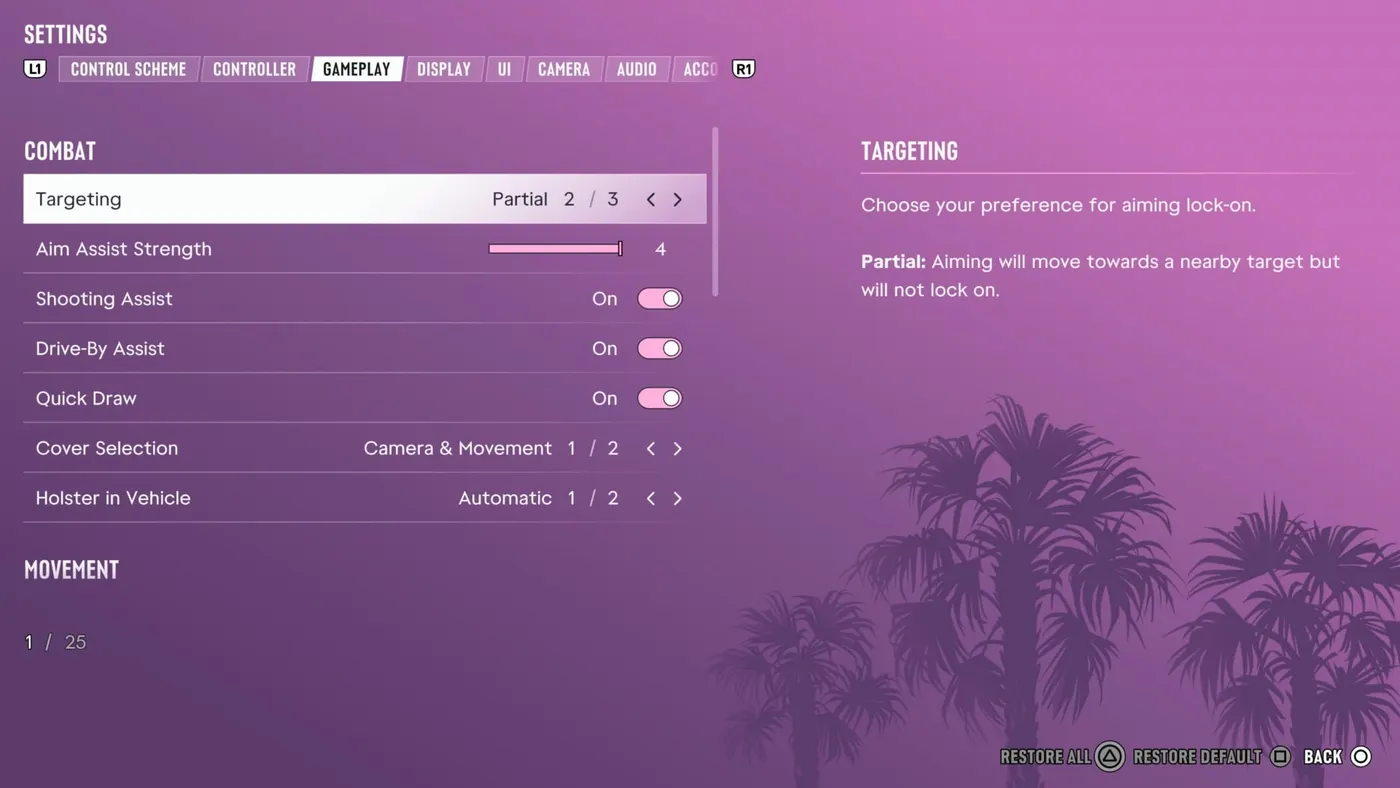 SETTINGS
L1 CONTROL SCHEME CONTROLLER GAMEPLAY DISPLAY UI CAMERA AUDIO ACCO R1
COMBAT
Targeting Partial 2 / 3
Aim Assist Strength 4
Shooting Assist On
Drive-By Assist On
Quick Draw On
Cover Selection Camera & Movement 1 / 2
Holster in Vehicle Automatic 1 / 2
MOVEMENT
1 / 25
TARGETING
Choose your preference for aiming lock-on.
Partial: Aiming will move towards a nearby target but
will not lock on.
RESTORE ALL RESTORE DEFAULT BACK